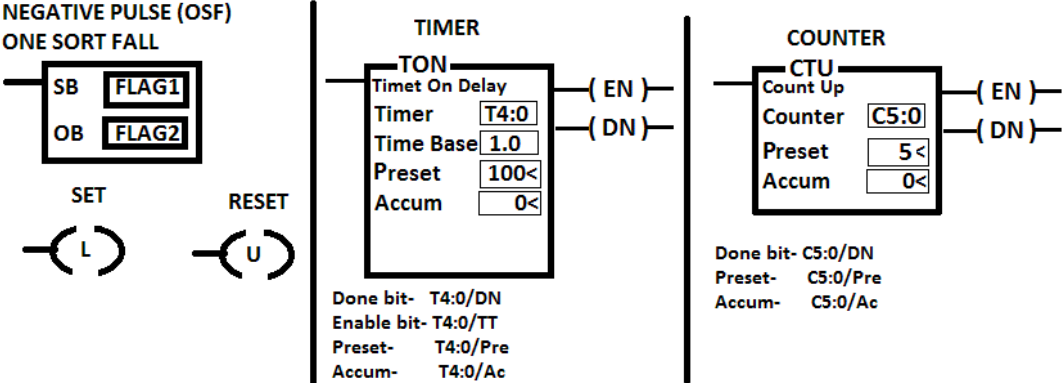 NEGATIVE PULSE (OSF)
ONE SORT FALL
SB FLAG1
OB FLAG2
SET
L
RESET
U
TIMER
TON
Timet On Delay
Timer T4:0
Time Base 1.0
Preset 100<
Accum 0<
( EN )
( DN )
Done bit- T4:0/DN
Enable bit- T4:0/TT
Preset- T4:0/Pre
Accum- T4:0/Ac
COUNTER
CTU
Count Up
Counter C5:0
Preset 5<
Accum 0<
( EN )
( DN )
Done bit- C5:0/DN
Preset- C5:0/Pre
Accum- C5:0/Ac